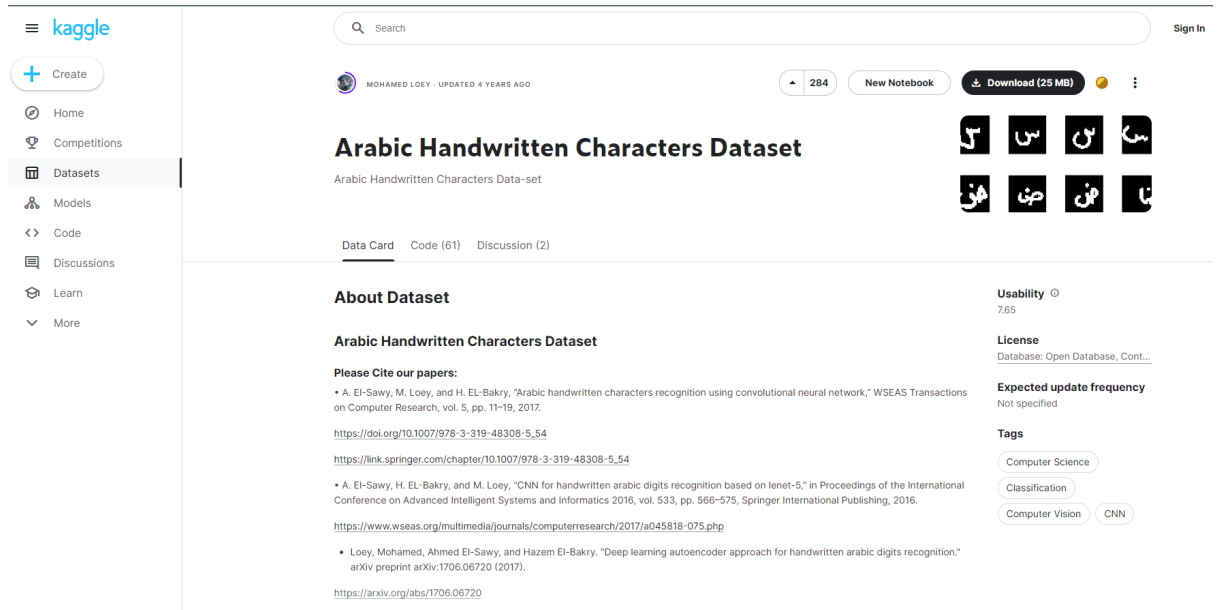 kaggle
Search
Sign In
Create
Home
Competitions
Datasets
Models
Code
Discussions
Learn
More
MOHAMED LOEY · UPDATED 4 YEARS AGO
284
New Notebook
Download (25 MB)
Arabic Handwritten Characters Dataset
Arabic Handwritten Characters Data-set
Data Card
Code (61)
Discussion (2)
About Dataset
Arabic Handwritten Characters Dataset
Please Cite our papers:
• A. El-Sawy, M. Loey, and H. EL-Bakry, “Arabic handwritten characters recognition using convolutional neural network,” WSEAS Transactions
on Computer Research, vol. 5, pp. 11–19, 2017.
https://doi.org/10.1007/978-3-319-48308-5_54
https://link.springer.com/chapter/10.1007/978-3-319-48308-5_54
• A. El-Sawy, H. EL-Bakry, and M. Loey, “CNN for handwritten arabic digits recognition based on lenet-5,” in Proceedings of the International
Conference on Advanced Intelligent Systems and Informatics 2016, vol. 533, pp. 566–575, Springer International Publishing, 2016.
https://www.wseas.org/multimedia/journals/computerresearch/2017/a045818-075.php
• Loey, Mohamed, Ahmed El-Sawy, and Hazem El-Bakry. "Deep learning autoencoder approach for handwritten arabic digits recognition."
arXiv preprint arXiv:1706.06720 (2017).
https://arxiv.org/abs/1706.06720
Usability
7.65
License
Database: Open Database, Cont...
Expected update frequency
Not specified
Tags
Computer Science
Classification
Computer Vision
CNN